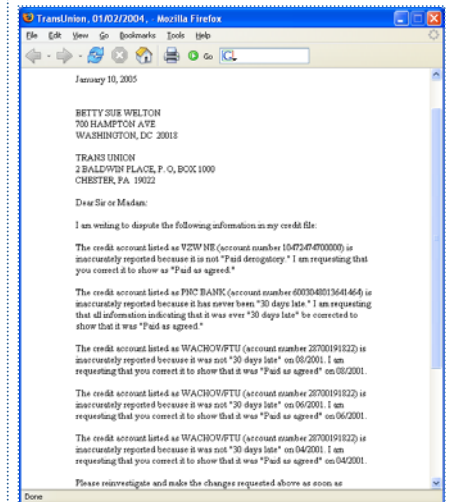 TransUnion, 01/02/2004, - Mozilla Firefox
File Edit View Go Bookmarks Tools Help
Go
January 10, 2005
BETTY SUE WELTON
700 HAMPTON AVE
WASHINGTON, DC 20018
TRANS UNION
2 BALDWIN PLACE, P. O, BOX 1000
CHESTER, PA 19022
Dear Sir or Madam:
I am writing to dispute the following information in my credit file:
The credit account listed as VZW NE (account number 10472474700000) is
inaccurately reported because it is not "Paid derogatory." I am requesting that
you correct it to show as "Paid as agreed."
The credit account listed as PNC BANK (account number 6003048013641464) is
inaccurately reported because it has never been "30 days late." I am requesting
that all information indicating that it was ever "30 days late" be corrected to
show that it was "Paid as agreed".
The credit account listed as WACHOV/FTU (account number 28700191822) is
inaccurately reported because it was not "30 days late" on 08/2001. I am
requesting that you correct it to show that it was "Paid as agreed" on 08/2001.
The credit account listed as WACHOV/FTU (account number 28700191822) is
inaccurately reported because it was not "30 days late" on 06/2001. I am
requesting that you correct it to show that it was "Paid as agreed" on 06/2001.
The credit account listed as WACHOV/FTU (account number 28700191822) is
inaccurately reported because it was not "30 days late" on 04/2001. I am
requesting that you correct it to show that it was "Paid as agreed" on 04/2001.
Please reinvestigate and make the changes requested above as soon as
Done